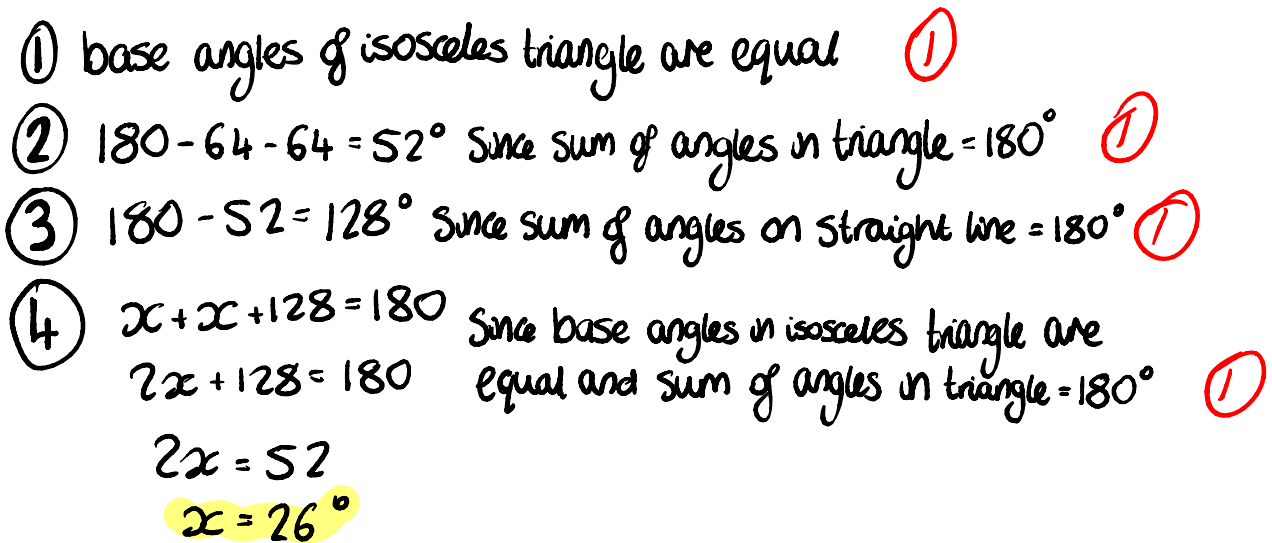 ① base angles of isosceles triangle are equal ①
② 180-64-64=52° Since sum of angles in triangle=180° ①
③ 180-52=128° Since sum of angles on straight line=180° ①
④ x+x+128=180 Since base angles in isosceles triangle are
2x+128=180 equal and sum of angles in triangle=180° ①
2x=52
x=26°